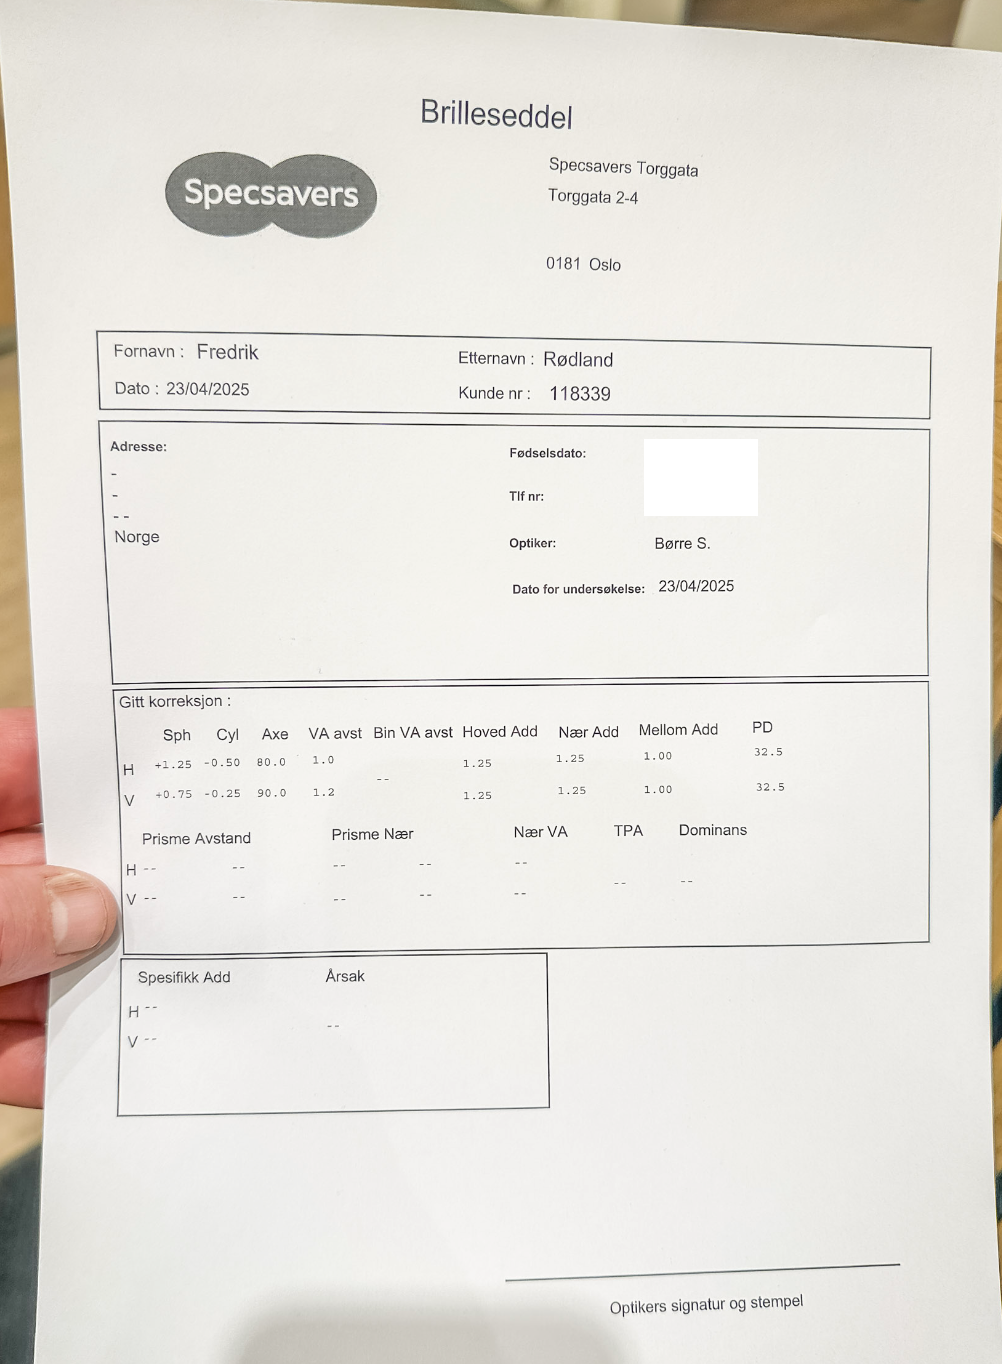 Brilleseddel
Specsavers
Specsavers Torggata
Torggata 2-4
0181 Oslo
Fornavn : Fredrik Etternavn : Rødland
Dato : 23/04/2025 Kunde nr : 118339
Adresse:
-
-
- -
Norge
Fødselsdato:
Tlf nr:
Optiker: Børre S.
Dato for undersøkelse: 23/04/2025
Gitt korreksjon :
Sph Cyl Axe VA avst Bin VA avst Hoved Add Nær Add Mellom Add PD
H +1.25 -0.50 80.0 1.0 1.25 1.25 1.00 32.5
--
V +0.75 -0.25 90.0 1.2 1.25 1.25 1.00 32.5
Prisme Avstand Prisme Nær Nær VA TPA Dominans
H -- -- -- -- --
-- --
V -- -- -- -- --
Spesifikk Add Årsak
H --
--
V --
Optikers signatur og stempel